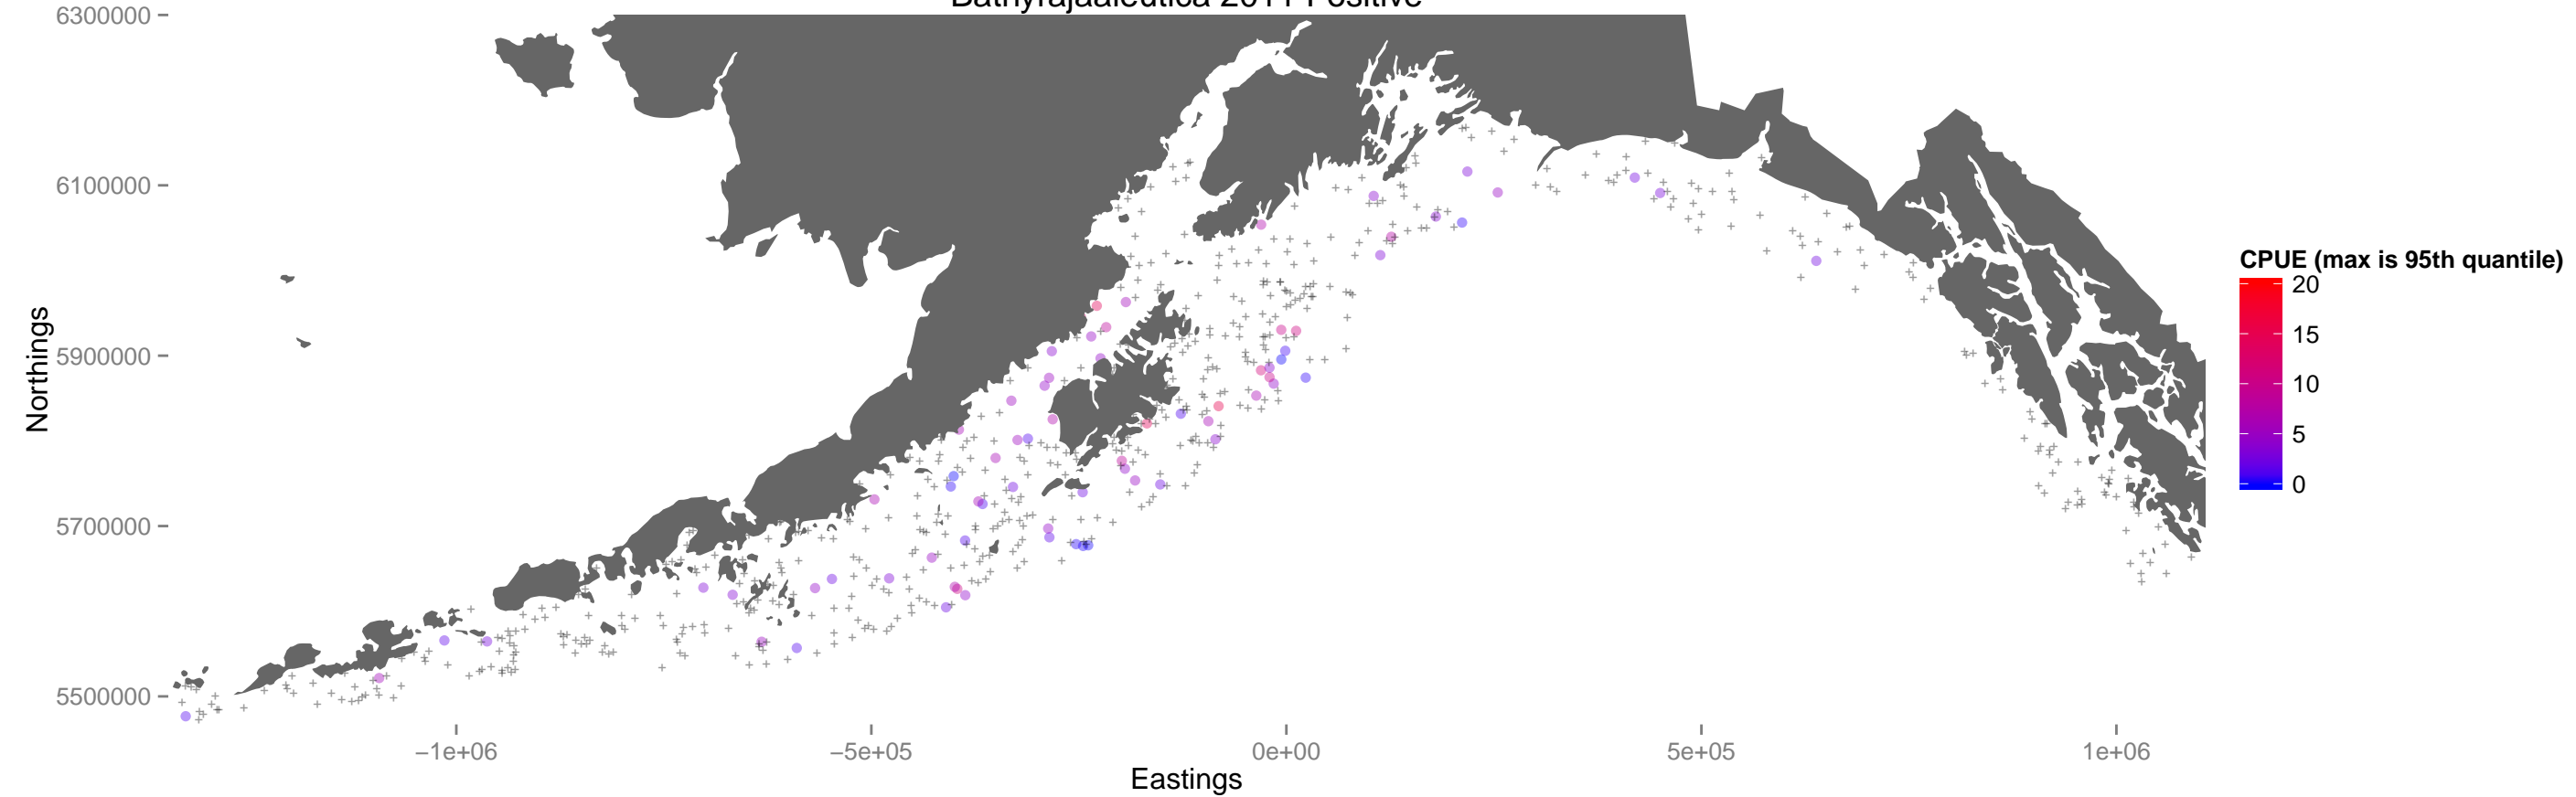 Bathyrajaaleutica 2011 Positive
6300000
6100000
5900000
5700000
5500000
Northings
−1e+06
−5e+05
0e+00
5e+05
1e+06
Eastings
CPUE (max is 95th quantile)
20
15
10
5
0